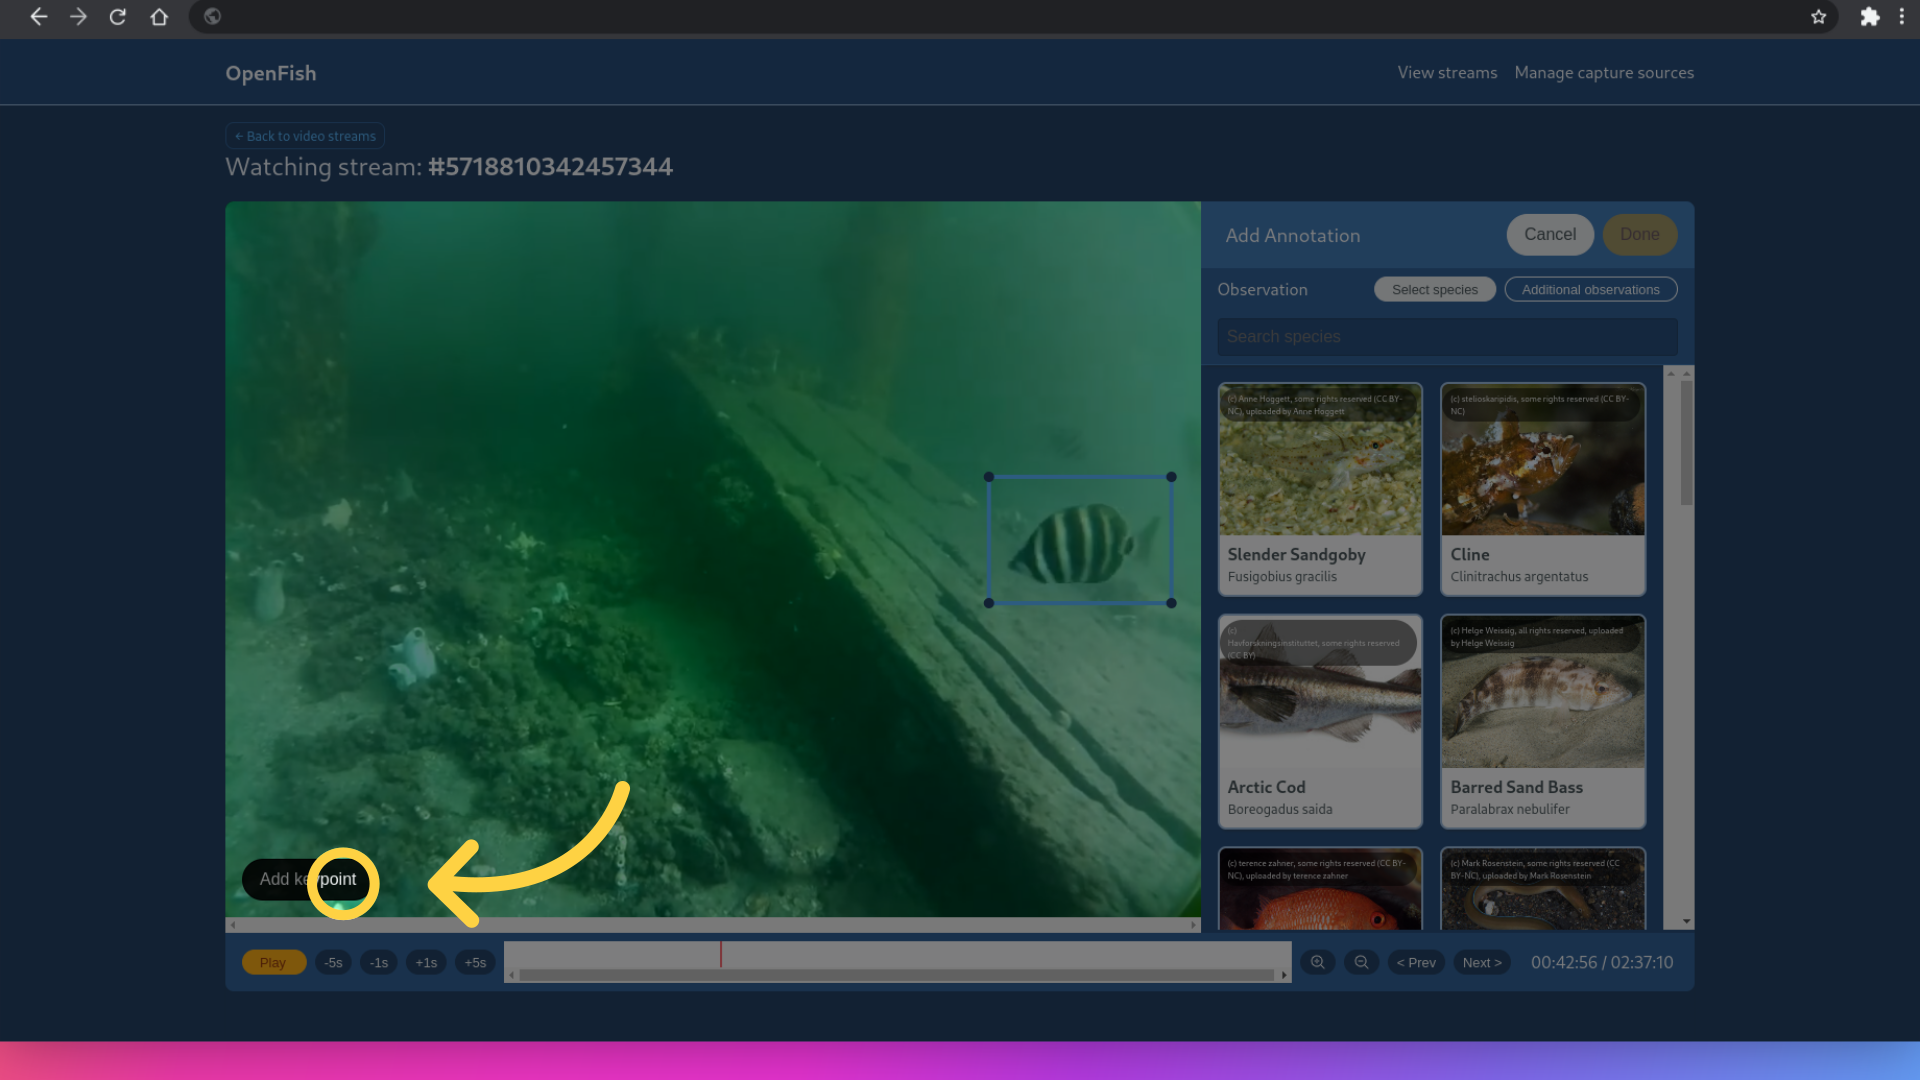 OpenFish
View streams
Manage capture sources
← Back to video streams
Watching stream: #5718810342457344
Add Annotation
Cancel
Done
Observation
Select species
Additional observations
Search species
(c) Anne Hoggett, some rights reserved (CC BY-
NC), uploaded by Anne Hoggett
Slender Sandgoby
Fusigobius gracilis
(c) stelioskaripidis, some rights reserved (CC BY-
NC)
Cline
Clinitrachus argentatus
(c)
Havforskningsinstituttet, some rights reserved
(CC BY)
Arctic Cod
Boreogadus saida
(c) Helge Weissig, all rights reserved, uploaded
by Helge Weissig
Barred Sand Bass
Paralabrax nebulifer
(c) terence zahner, some rights reserved (CC BY-
NC), uploaded by terence zahner
(c) Mark Rosenstein, some rights reserved (CC
BY-NC), uploaded by Mark Rosenstein
Add keypoint
Play
-5s
-1s
+1s
+5s
< Prev
Next >
00:42:56 / 02:37:10